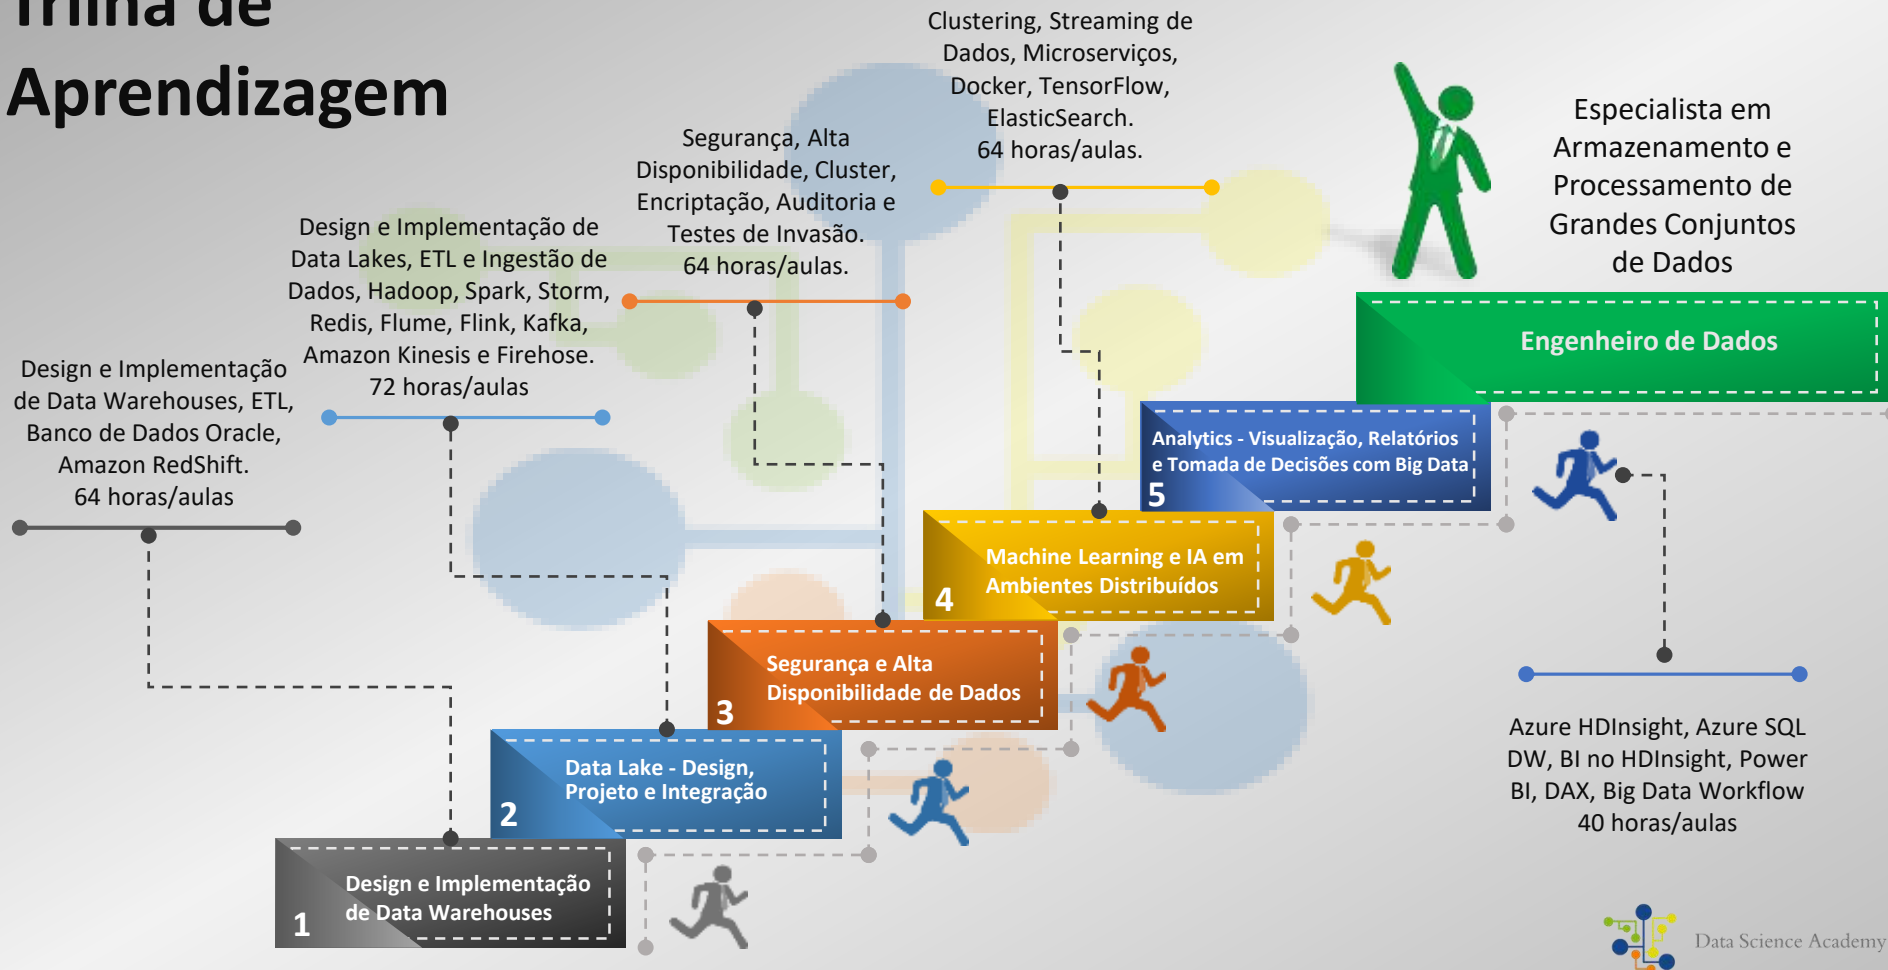 Trilha de
Aprendizagem
Design e Implementação
de Data Warehouses, ETL,
Banco de Dados Oracle,
Amazon RedShift.
64 horas/aulas
Design e Implementação de
Data Lakes, ETL e Ingestão de
Dados, Hadoop, Spark, Storm,
Redis, Flume, Flink, Kafka,
Amazon Kinesis e Firehose.
72 horas/aulas
Segurança, Alta
Disponibilidade, Cluster,
Encriptação, Auditoria e
Testes de Invasão.
64 horas/aulas.
Clustering, Streaming de
Dados, Microserviços,
Docker, TensorFlow,
ElasticSearch.
64 horas/aulas.
Especialista em
Armazenamento e
Processamento de
Grandes Conjuntos
de Dados
Engenheiro de Dados
Analytics - Visualização, Relatórios
e Tomada de Decisões com Big Data
5
Machine Learning e IA em
Ambientes Distribuídos
4
Segurança e Alta
Disponibilidade de Dados
3
Data Lake - Design,
Projeto e Integração
2
Design e Implementação
de Data Warehouses
1
Azure HDInsight, Azure SQL
DW, BI no HDInsight, Power
BI, DAX, Big Data Workflow
40 horas/aulas
Data Science Academy